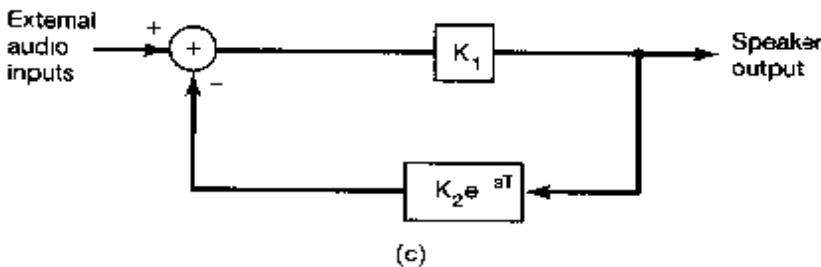 External
audio
inputs
+
+
−
K₁
Speaker
output
K₂e sT
(c)